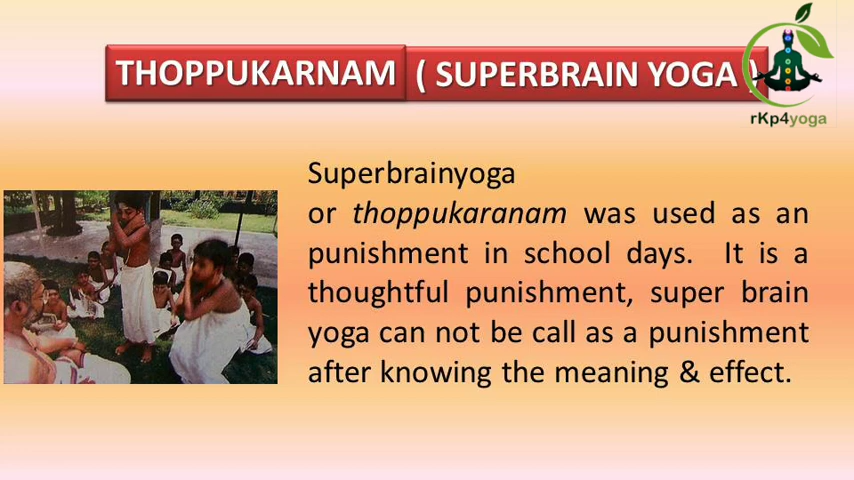 THOPPUKARNAM ( SUPERBRAIN YOGA )
rKp4yoga
Superbrainyoga
or thoppukaranam was used as an
punishment in school days. It is a
thoughtful punishment, super brain
yoga can not be call as a punishment
after knowing the meaning & effect.